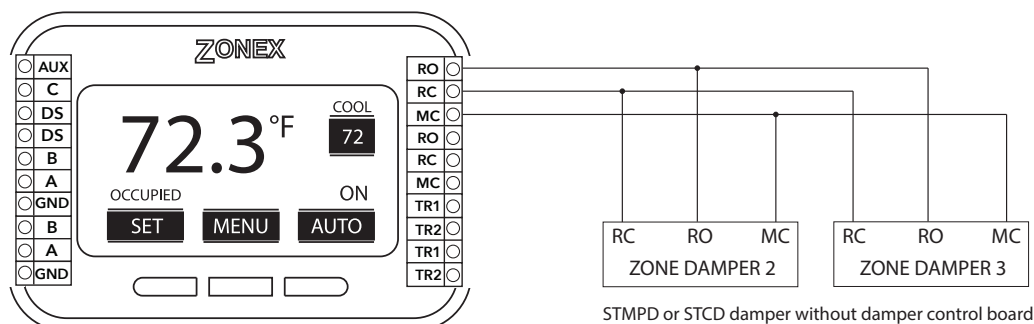 ZONEX
AUX
C
DS
DS
B
A
GND
B
A
GND
72.3°F
COOL
72
OCCUPIED
ON
SET MENU AUTO
RO
RC
MC
RO
RC
MC
TR1
TR2
TR1
TR2
RC RO MC
ZONE DAMPER 2
RC RO MC
ZONE DAMPER 3
STMPD or STCD damper without damper control board